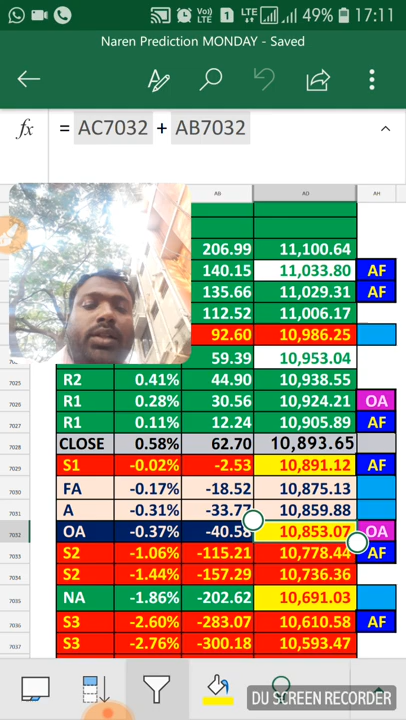 Vo)) LTE 1 LTE 49% 17:11
Naren Prediction MONDAY - Saved
fx = AC7032 + AB7032
AB AD AH
206.99 11,100.64
140.15 11,033.80 AF
135.66 11,029.31 AF
112.52 11,006.17
92.60 10,986.25
59.39 10,953.04
7025 R2 0.41% 44.90 10,938.55
7026 R1 0.28% 30.56 10,924.21 OA
7027 R1 0.11% 12.24 10,905.89 AF
7028 CLOSE 0.58% 62.70 10,893.65
7029 S1 -0.02% -2.53 10,891.12 AF
7030 FA -0.17% -18.52 10,875.13
7031 A -0.31% -33.77 10,859.88
7032 OA -0.37% -40.58 10,853.07 OA
7033 S2 -1.06% -115.21 10,778.44 AF
7034 S2 -1.44% -157.29 10,736.36
7035 NA -1.86% -202.62 10,691.03
7036 S3 -2.60% -283.07 10,610.58 AF
7037 S3 -2.76% -300.18 10,593.47
DU SCREEN RECORDER